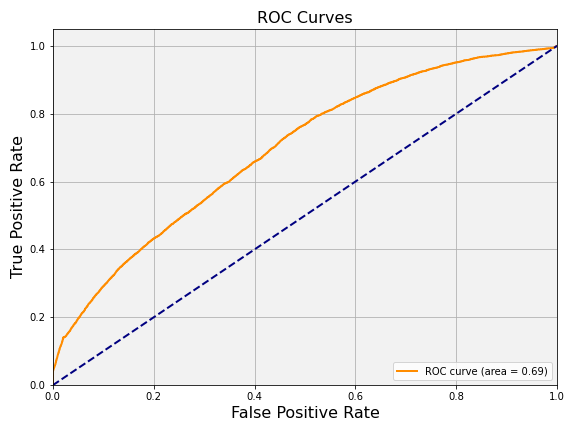 ROC Curves
True Positive Rate
1.0
0.8
0.6
0.4
0.2
0.0
ROC curve (area = 0.69)
0.0 0.2 0.4 0.6 0.8 1.0
False Positive Rate